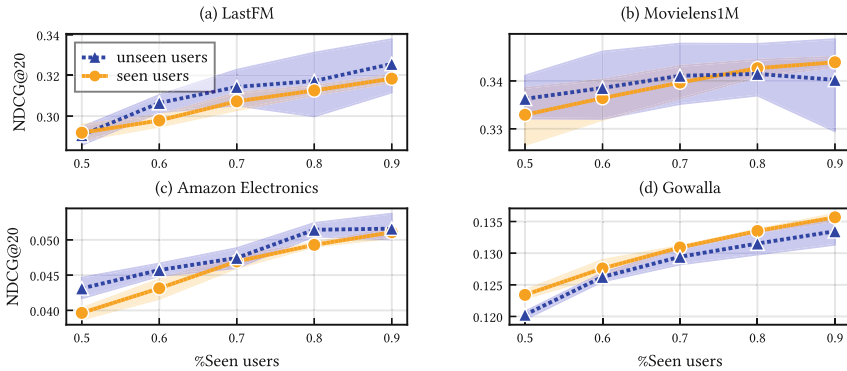 (a) LastFM
(b) Movielens1M
NDCG@20
0.34
0.32
0.30
unseen users
seen users
0.5 0.6 0.7 0.8 0.9
0.34
0.33
0.5 0.6 0.7 0.8 0.9
(c) Amazon Electronics
(d) Gowalla
NDCG@20
0.050
0.045
0.040
0.5 0.6 0.7 0.8 0.9
%Seen users
0.135
0.130
0.125
0.120
0.5 0.6 0.7 0.8 0.9
%Seen users